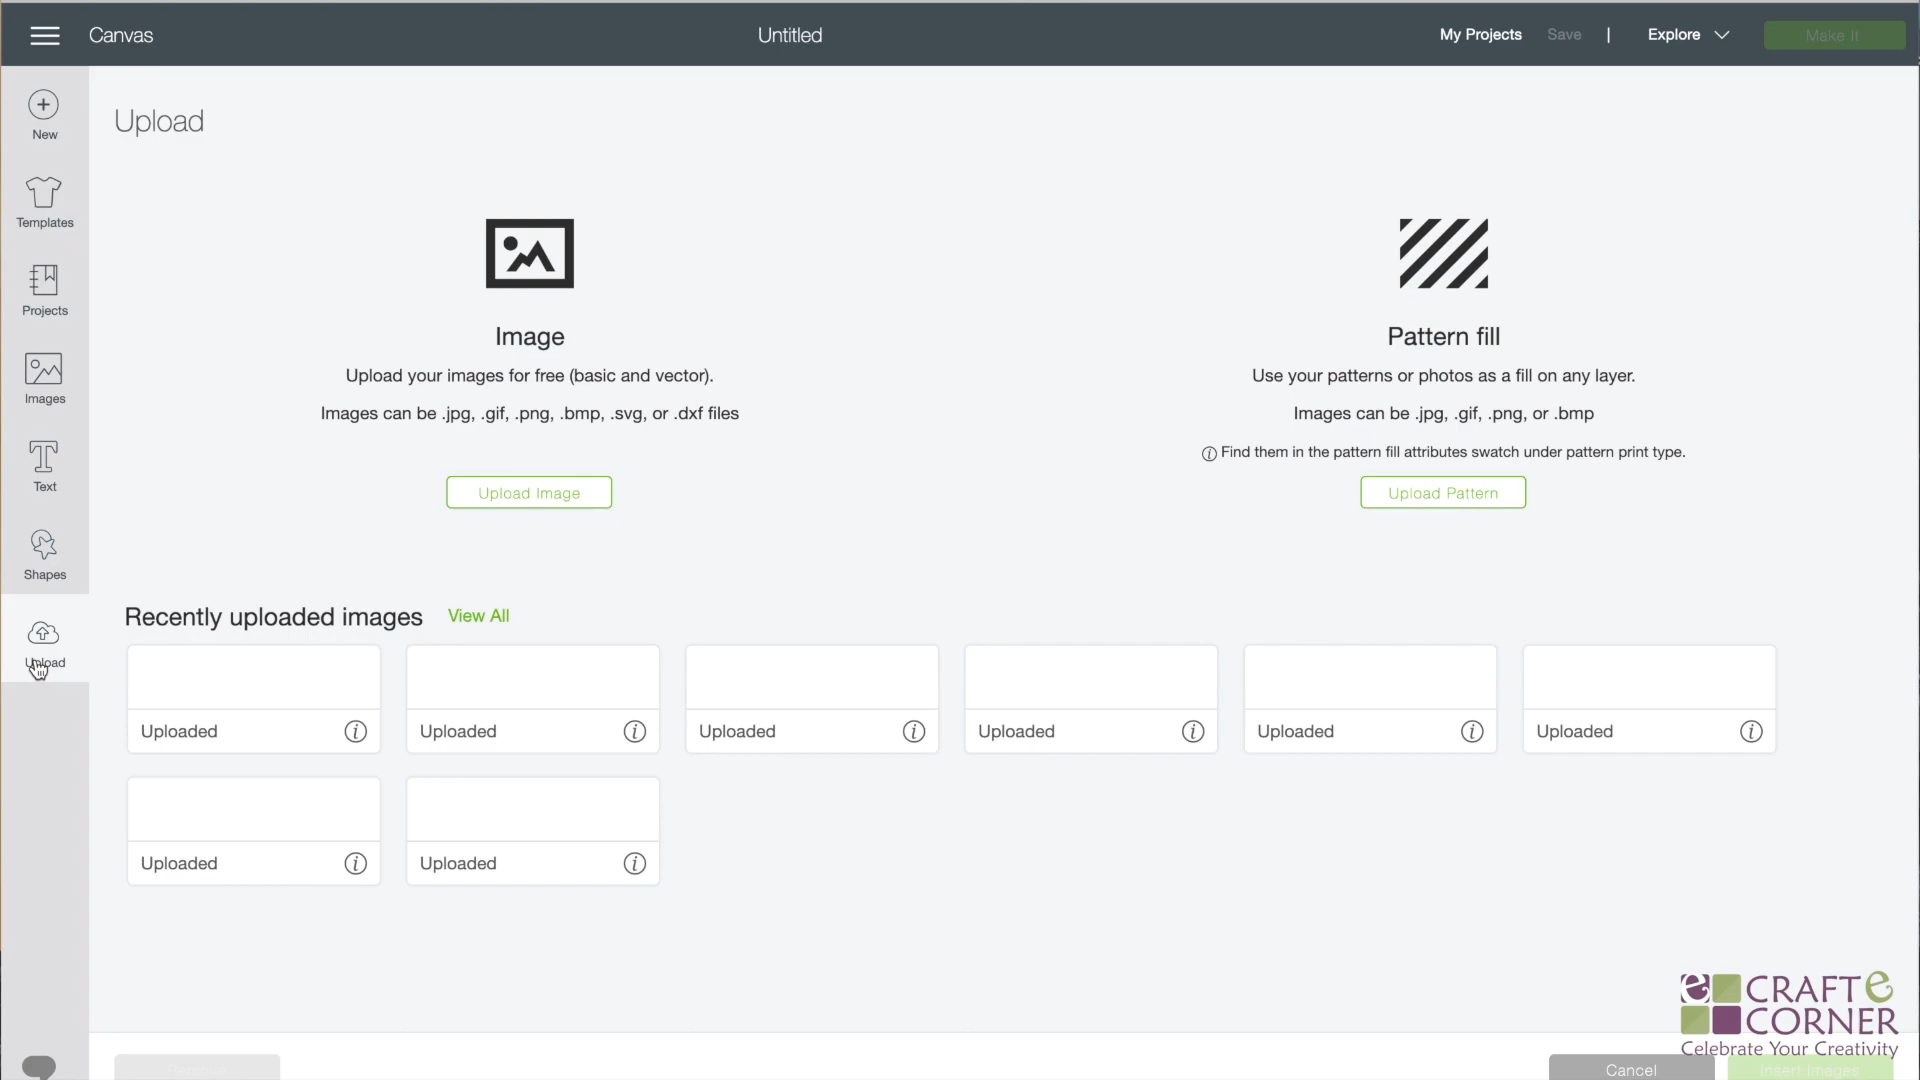 Canvas
Untitled
My Projects
Save
|
Explore
Make It
New
Templates
Projects
Images
Text
Shapes
Upload
Upload
Image
Upload your images for free (basic and vector).
Images can be .jpg, .gif, .png, .bmp, .svg, or .dxf files
Upload Image
Pattern fill
Use your patterns or photos as a fill on any layer.
Images can be .jpg, .gif, .png, or .bmp
Find them in the pattern fill attributes swatch under pattern print type.
Upload Pattern
Recently uploaded images
View All
Uploaded
Uploaded
Uploaded
Uploaded
Uploaded
Uploaded
Uploaded
Uploaded
e CRAFT e
CORNER
Celebrate Your Creativity
Cancel
Insert Images